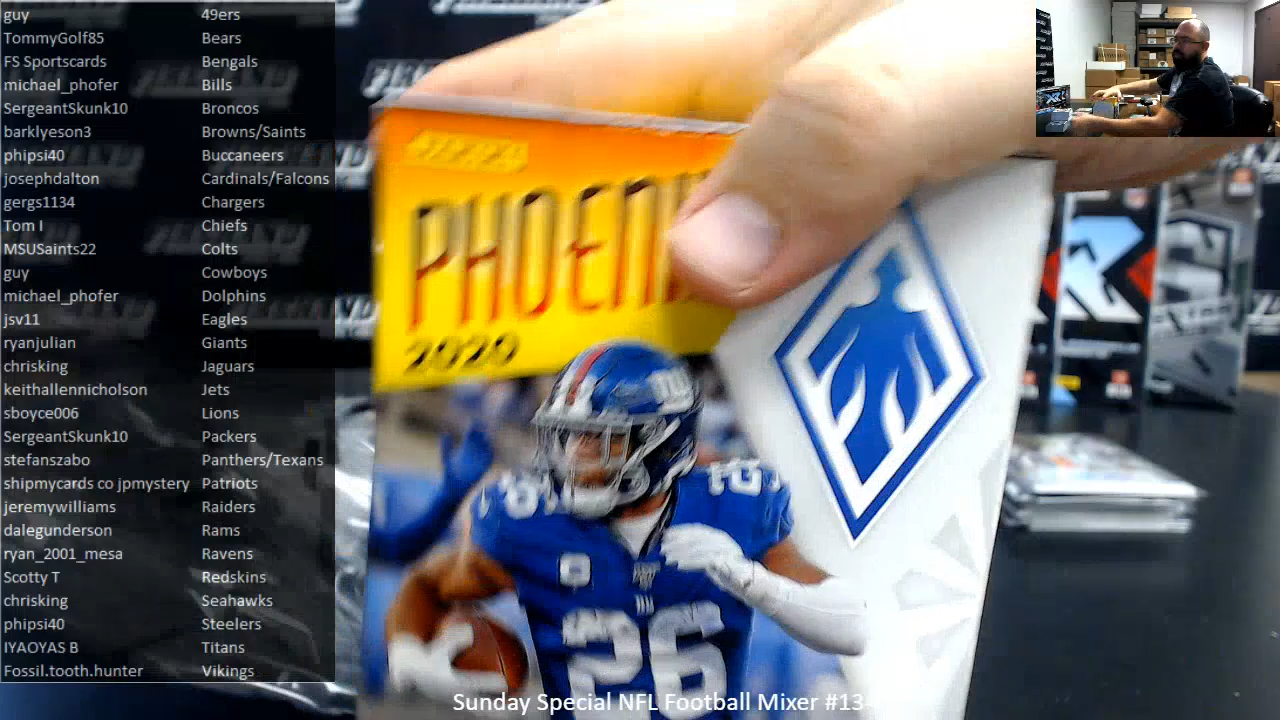 guy 49ers
TommyGolf85 Bears
FS Sportscards Bengals
michael_phofer Bills
SergeantSkunk10 Broncos
barklyeson3 Browns/Saints
phipsi40 Buccaneers
josephdalton Cardinals/Falcons
gergs1134 Chargers
Tom I Chiefs
MSUSaints22 Colts
guy Cowboys
michael_phofer Dolphins
jsv11 Eagles
ryanjulian Giants
chrisking Jaguars
keithallennicholson Jets
sboyce006 Lions
SergeantSkunk10 Packers
stefanszabo Panthers/Texans
shipmycards co jpmystery Patriots
jeremywilliams Raiders
dalegunderson Rams
ryan_2001_mesa Ravens
Scotty T Redskins
chrisking Seahawks
phipsi40 Steelers
IYAOYAS B Titans
Fossil.tooth.hunter Vikings
PHOENI
2020
26
26
Sunday Special NFL Football Mixer #13